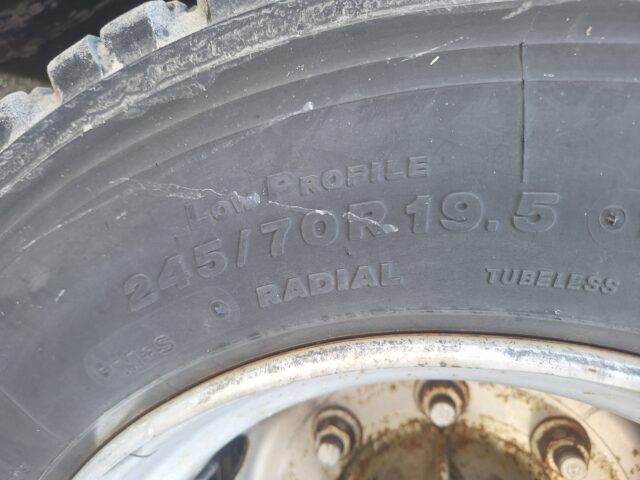 LOW PROFILE
245/70R19.5
RADIAL
TUBELESS